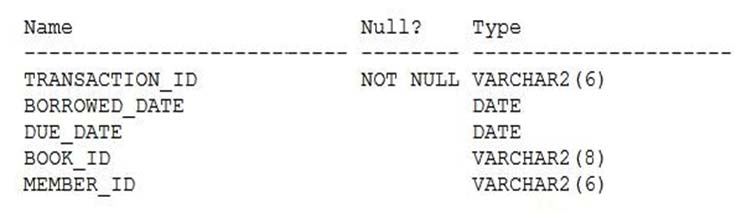 Name Null? Type
-------------------------- -------- ---------------------
TRANSACTION_ID NOT NULL VARCHAR2(6)
BORROWED_DATE DATE
DUE_DATE DATE
BOOK_ID VARCHAR2(8)
MEMBER_ID VARCHAR2(6)